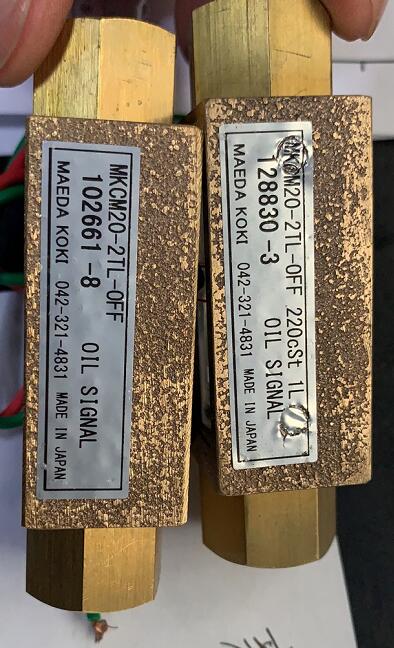 MKCM20-2TL-OFF
102661 -8 OIL SIGNAL
MAEDA KOKI 042-321-4831 MADE IN JAPAN
MKCM20-2TL-OFF 220cSt 1L
128830 -3 OIL SIGNAL
MAEDA KOKI 042-321-4831 MADE IN JAPAN